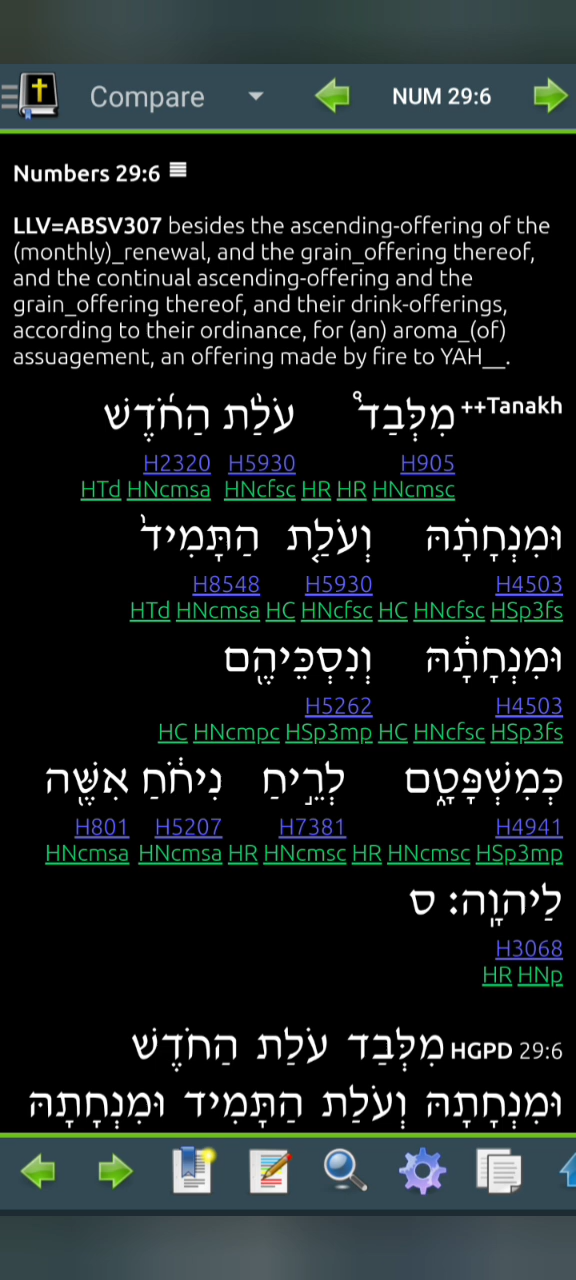 Compare
NUM 29:6
Numbers 29:6
LLV=ABSV307 besides the ascending-offering of the
(monthly)_renewal, and the grain_offering thereof,
and the continual ascending-offering and the
grain_offering thereof, and their drink-offerings,
according to their ordinance, for (an) aroma_(of)
assuagement, an offering made by fire to YAH__.
++Tanakh מִלְּבַד֩ עֹלַ֨ת הַחֹ֜דֶשׁ
H2320 H5930 H905
HTd HNcmsa HNcfsc HR HR HNcmsc
וּמִנְחָתָ֗הּ וְעֹלַ֤ת הַתָּמִיד֙
H8548 H5930 H4503
HTd HNcmsa HC HNcfsc HC HNcfsc HSp3fs
וּמִנְחָתָ֔הּ וְנִסְכֵּיהֶ֖ם
H5262 H4503
HC HNcmpc HSp3mp HC HNcfsc HSp3fs
כְּמִשְׁפָּטָ֑ם לְרֵ֣יחַ נִיחֹ֔חַ אִשֶּׁ֖ה
H801 H5207 H7381 H4941
HNcmsa HNcmsa HR HNcmsc HR HNcmsc HSp3mp
לַיהוָֽה׃ ס
H3068
HR HNp
HGPD 29:6 מִלְּבַד עֹלַת הַחֹדֶשׁ
וּמִנְחָתָהּ וְעֹלַת הַתָּמִיד וּמִנְחָתָהּ